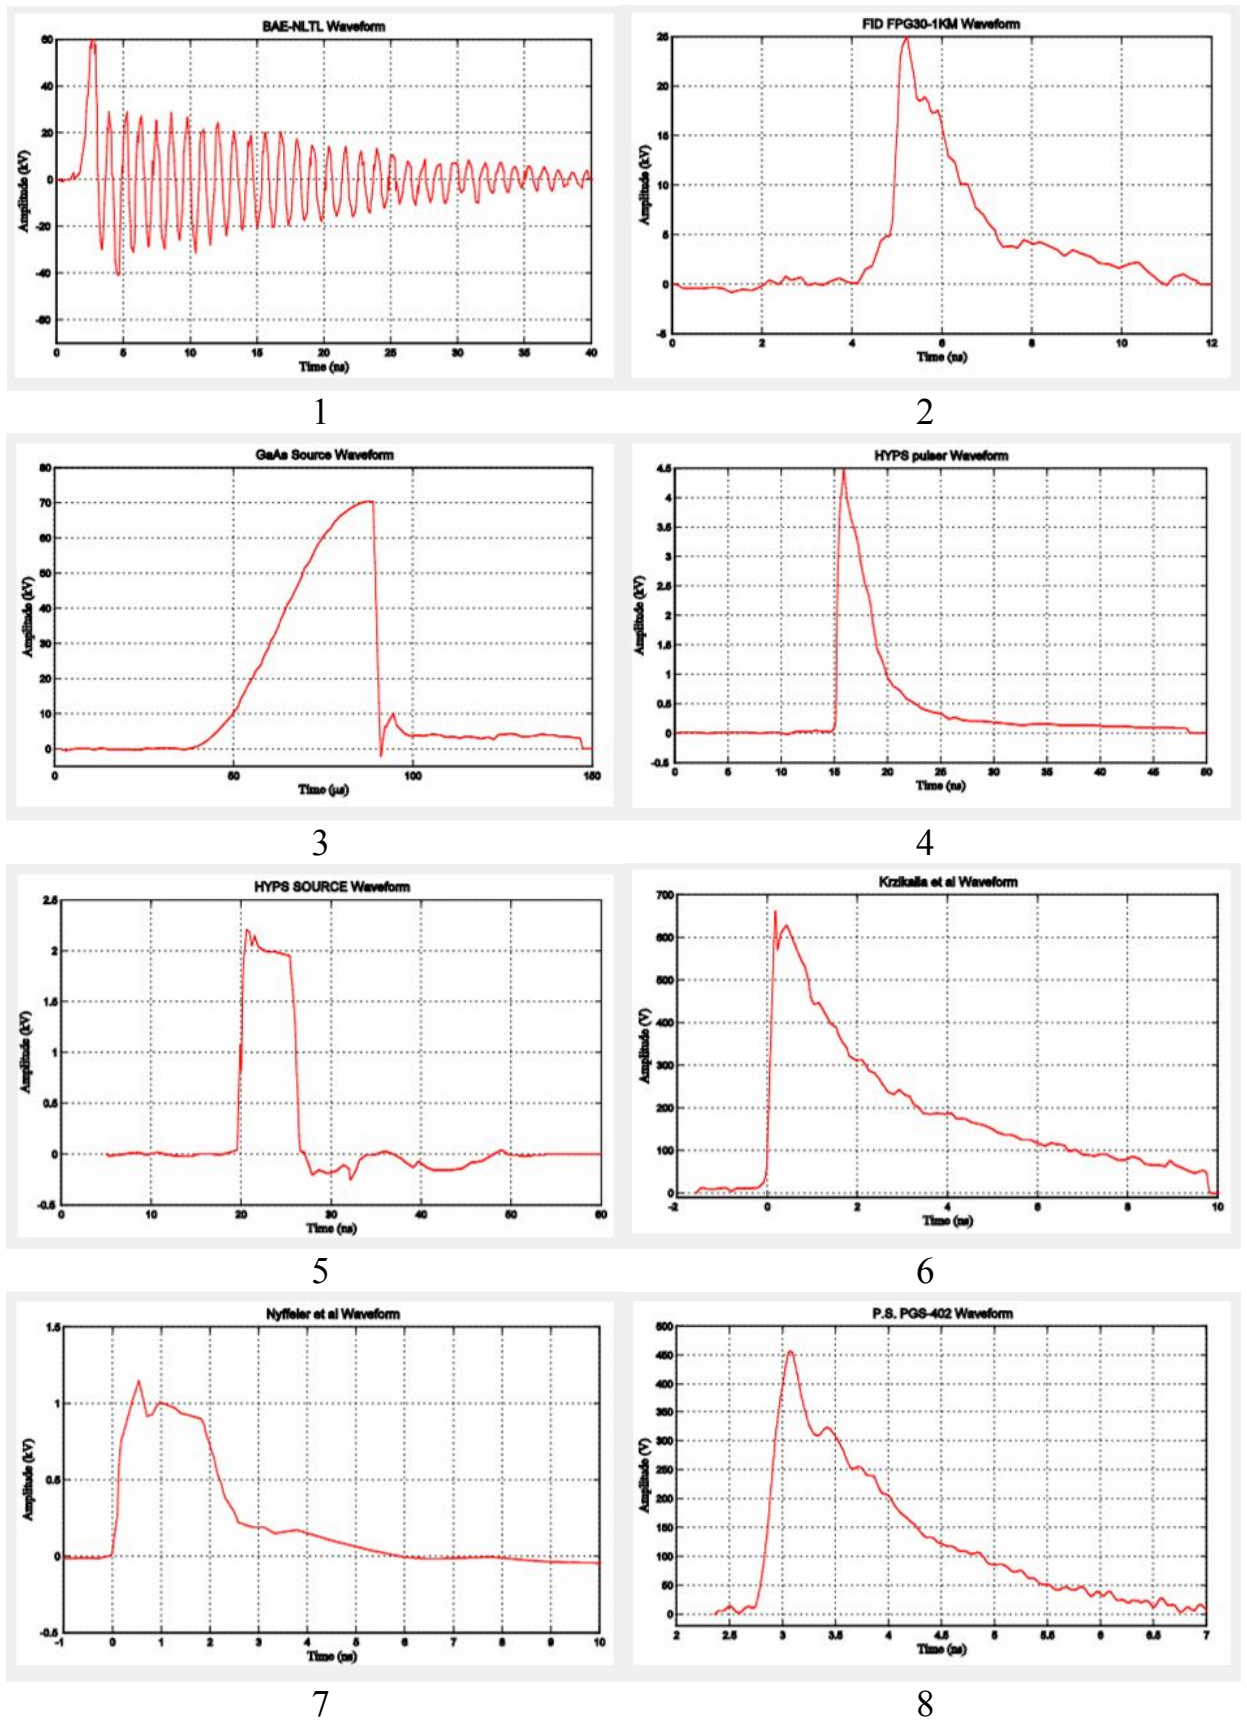 BAE-NLTL Waveform
Amplitude (kV)
60
40
20
0
-20
-40
-60
0 5 10 15 20 25 30 35 40
Time (ns)
1
FID FPG30-1KM Waveform
Amplitude (kV)
25
20
15
10
5
0
-5
0 2 4 6 8 10 12
Time (ns)
2
GaAs Source Waveform
Amplitude (kV)
80
70
60
50
40
30
20
10
0
0 50 100 150
Time (μs)
3
HYPS pulser Waveform
Amplitude (kV)
4.5
4
3.5
3
2.5
2
1.5
1
0.5
0
-0.5
0 5 10 15 20 25 30 35 40 45 50
Time (ns)
4
HYPS SOURCE Waveform
Amplitude (kV)
2.5
2
1.5
1
0.5
0
-0.5
0 10 20 30 40 50 60
Time (ns)
5
Krzikalla et al Waveform
Amplitude (V)
700
600
500
400
300
200
100
0
-2 0 2 4 6 8 10
Time (ns)
6
Nyffeler et al Waveform
Amplitude (kV)
1.5
1
0.5
0
-0.5
-1 0 1 2 3 4 5 6 7 8 9 10
Time (ns)
7
P.S. PGS-402 Waveform
Amplitude (V)
500
450
400
350
300
250
200
150
100
50
0
2 2.5 3 3.5 4 4.5 5 5.5 6 6.5 7
Time (ns)
8